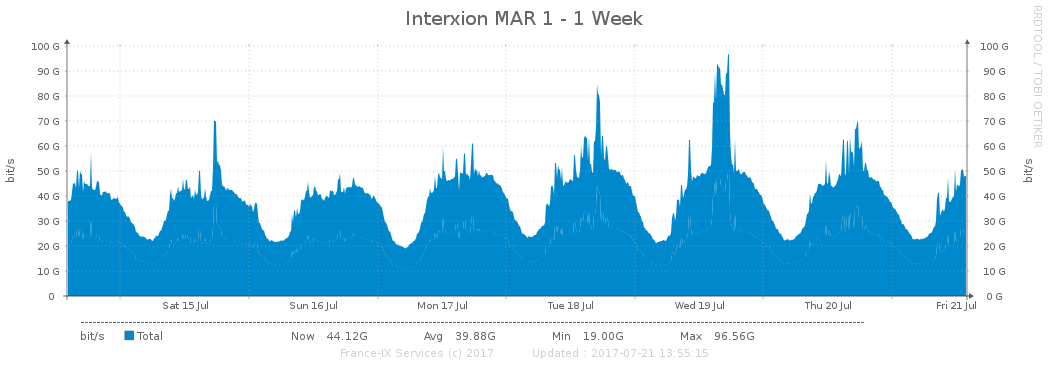 Interxion MAR 1 - 1 Week
RRDTOOL / TOBI OETIKER
bit/s
100 G 100 G
90 G 90 G
80 G 80 G
70 G 70 G
60 G 60 G
50 G 50 G
40 G 40 G
30 G 30 G
20 G 20 G
10 G 10 G
0 0 G
bit/s
Sat 15 Jul Sun 16 Jul Mon 17 Jul Tue 18 Jul Wed 19 Jul Thu 20 Jul Fri 21 Jul
bit/s Total Now 44.12G Avg 39.88G Min 19.00G Max 96.56G
France-IX Services (c) 2017 Updated : 2017-07-21 13:55:15